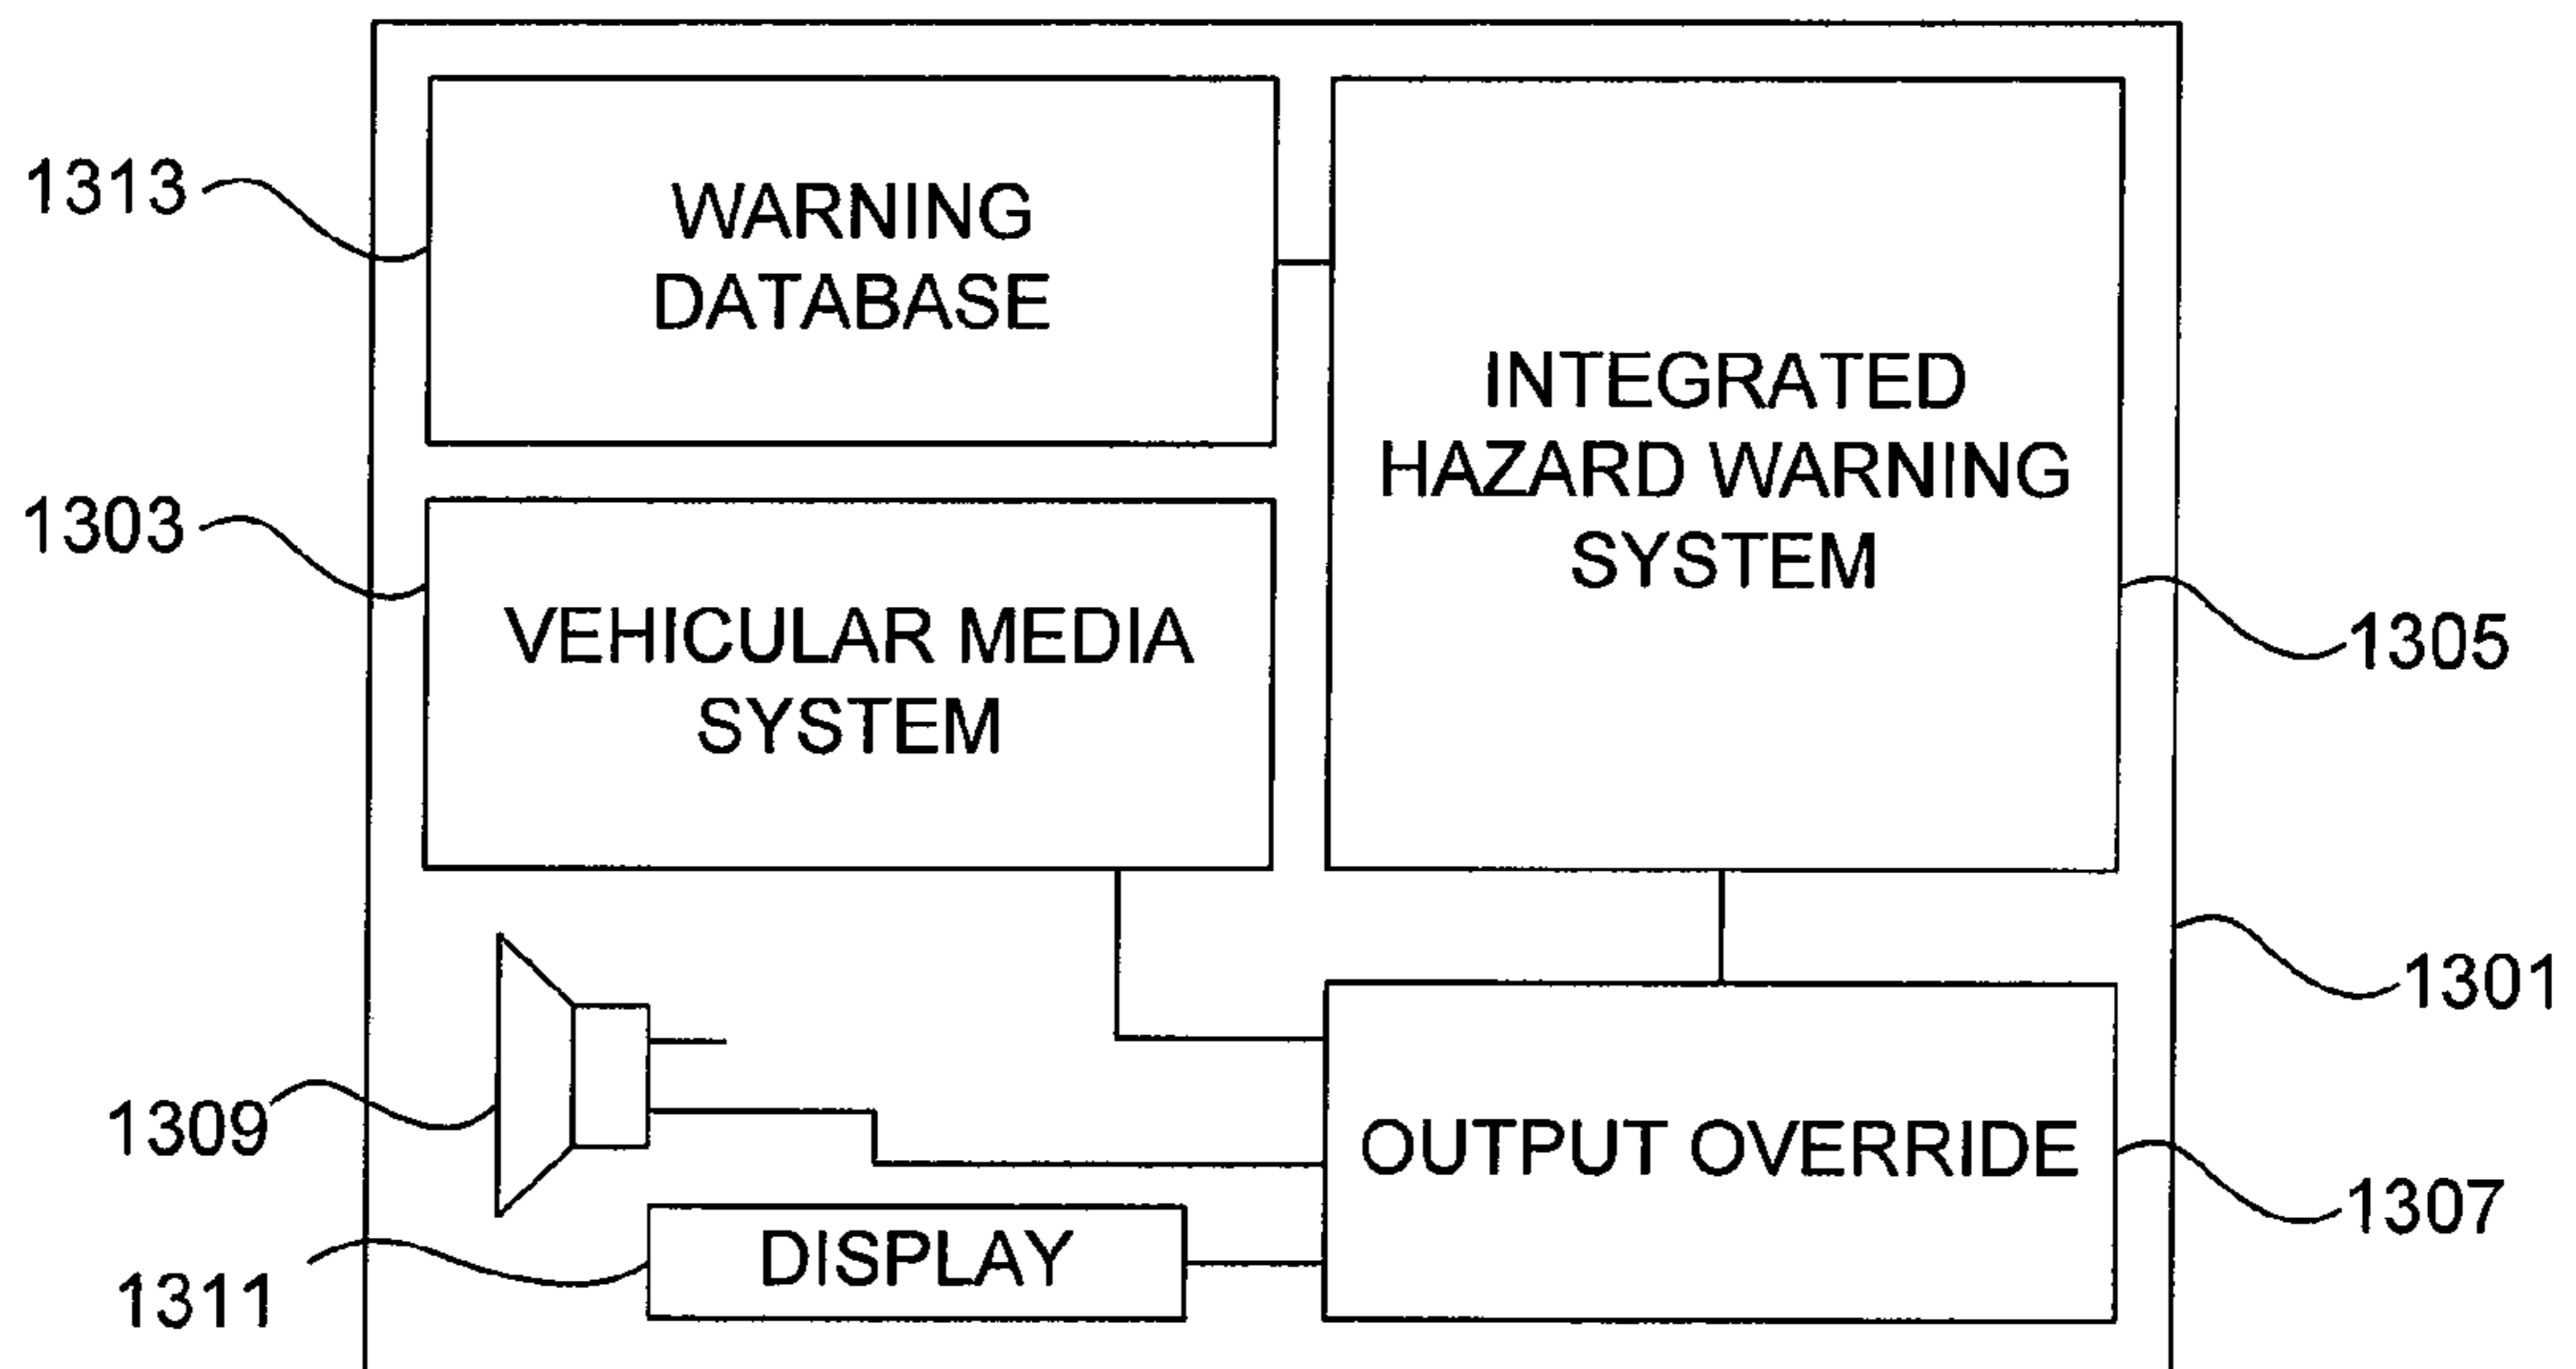 1313
WARNING
DATABASE
INTEGRATED
HAZARD WARNING
SYSTEM
1303
VEHICULAR MEDIA
SYSTEM
1305
1301
1309
OUTPUT OVERRIDE
1307
1311
DISPLAY